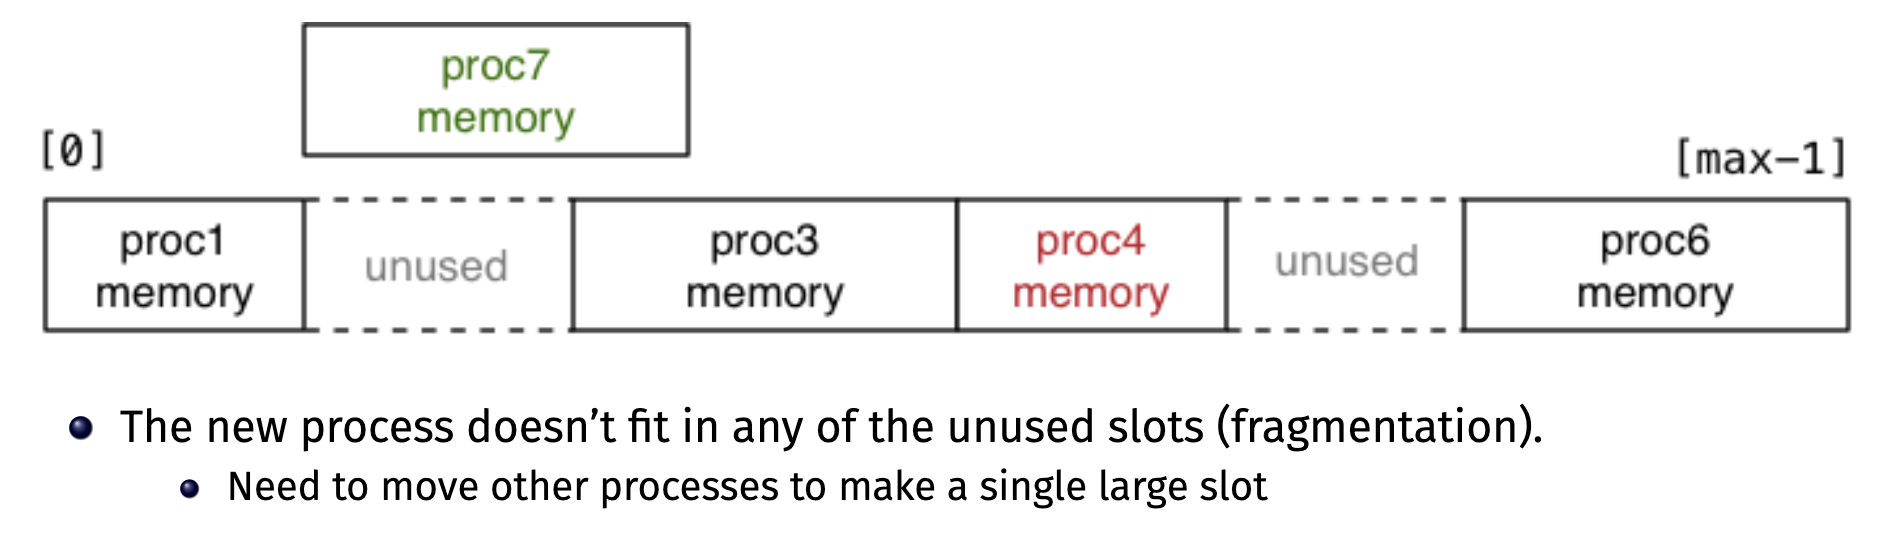 proc7
memory
[0]
[max-1]
proc1
memory
unused
proc3
memory
proc4
memory
unused
proc6
memory
The new process doesn’t fit in any of the unused slots (fragmentation).
Need to move other processes to make a single large slot